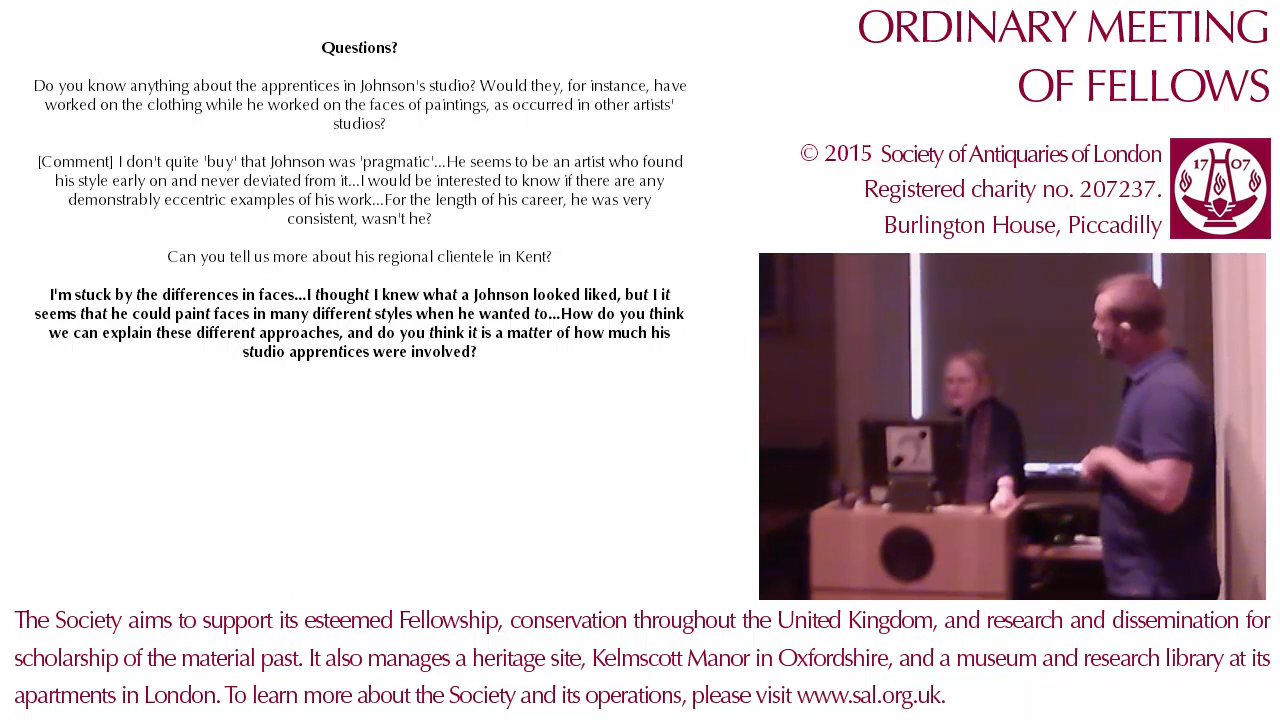 Questions?
Do you know anything about the apprentices in Johnson's studio? Would they, for instance, have
worked on the clothing while he worked on the faces of paintings, as occurred in other artists'
studios?
[Comment] I don't quite 'buy' that Johnson was 'pragmatic'...He seems to be an artist who found
his style early on and never deviated from it...I would be interested to know if there are any
demonstrably eccentric examples of his work...For the length of his career, he was very
consistent, wasn't he?
Can you tell us more about his regional clientele in Kent?
I'm stuck by the differences in faces...I thought I knew what a Johnson looked liked, but I it
seems that he could paint faces in many different styles when he wanted to...How do you think
we can explain these different approaches, and do you think it is a matter of how much his
studio apprentices were involved?
ORDINARY MEETING
OF FELLOWS
© 2015 Society of Antiquaries of London
Registered charity no. 207237.
Burlington House, Piccadilly
17 07
The Society aims to support its esteemed Fellowship, conservation throughout the United Kingdom, and research and dissemination for
scholarship of the material past. It also manages a heritage site, Kelmscott Manor in Oxfordshire, and a museum and research library at its
apartments in London. To learn more about the Society and its operations, please visit www.sal.org.uk.